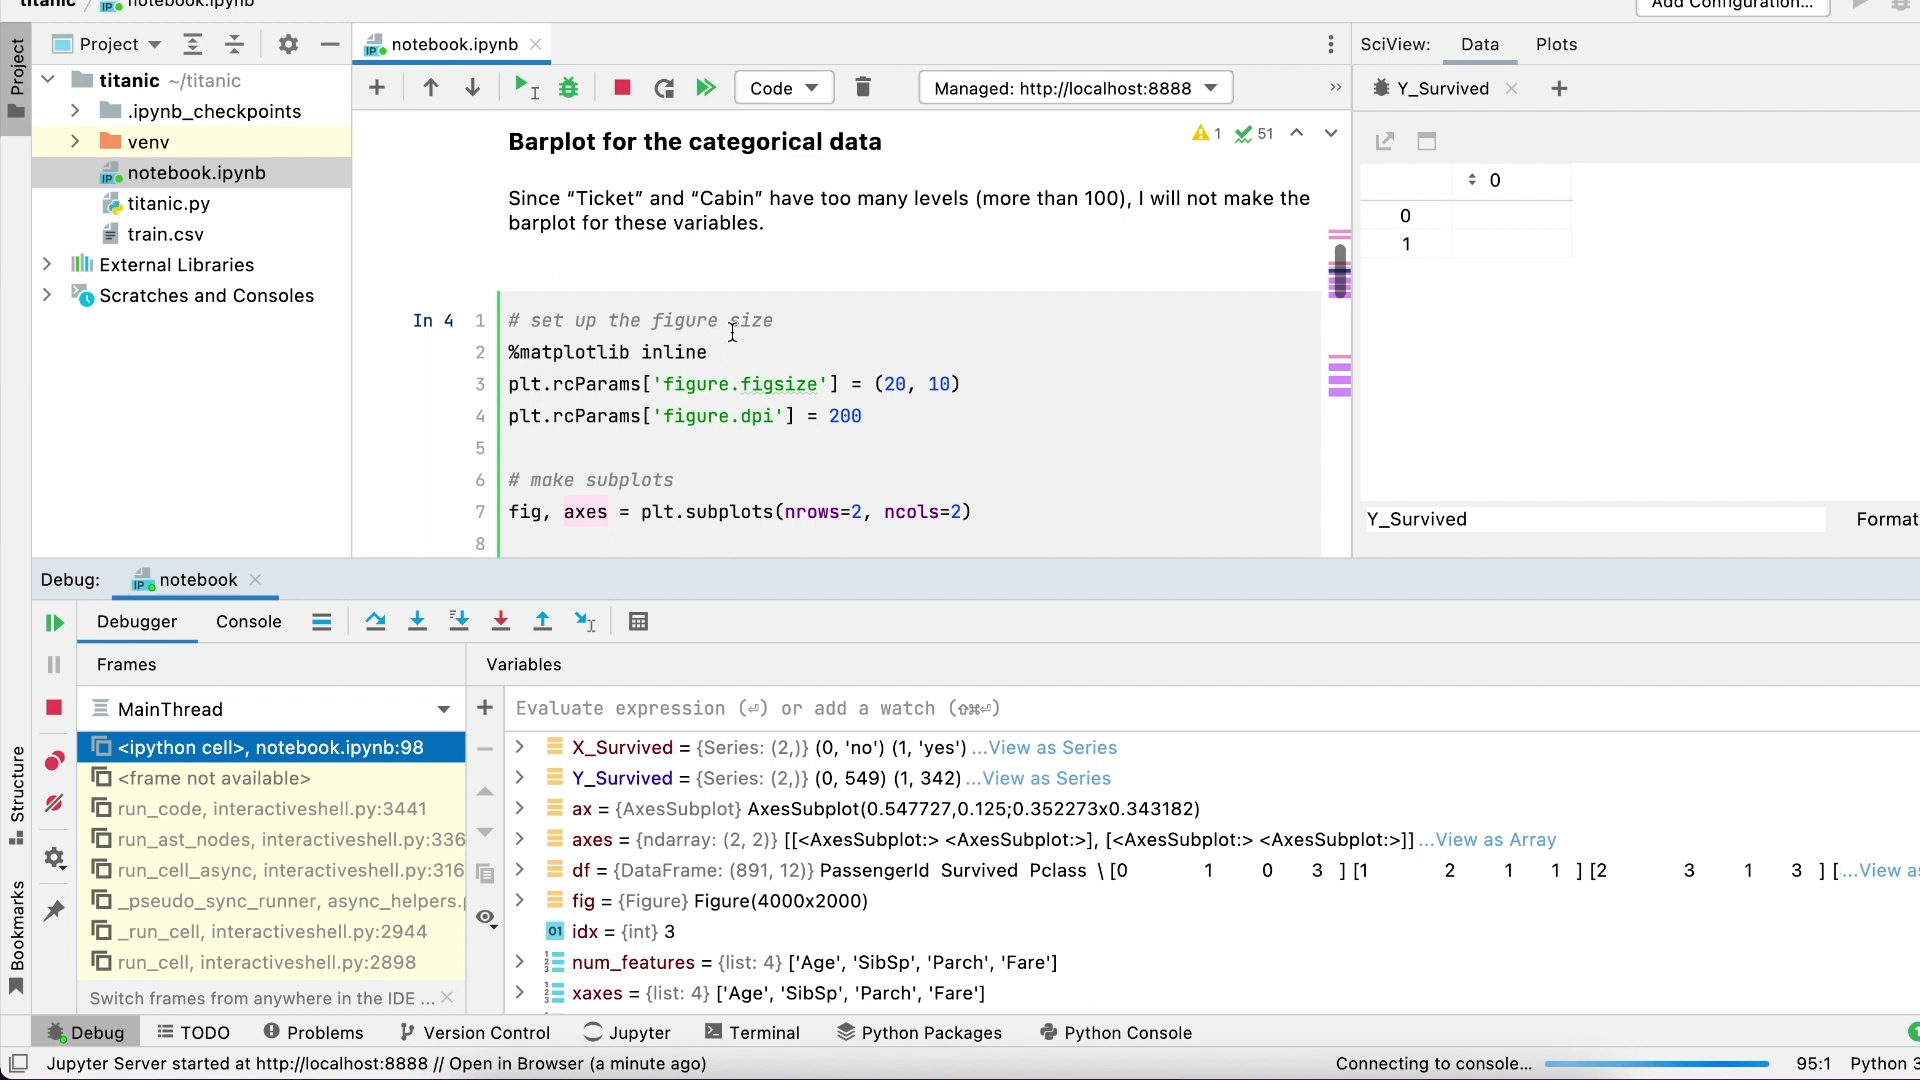 titanic / notebook.ipynb
Add Configuration...
Project
Project
notebook.ipynb
SciView:
Data
Plots
titanic ~/titanic
.ipynb_checkpoints
venv
notebook.ipynb
titanic.py
train.csv
External Libraries
Scratches and Consoles
Code
Managed: http://localhost:8888
Y_Survived
Barplot for the categorical data
1
51
Since “Ticket” and “Cabin” have too many levels (more than 100), I will not make the
barplot for these variables.
0
0
1
In 4
1 # set up the figure size
2 %matplotlib inline
3 plt.rcParams['figure.figsize'] = (20, 10)
4 plt.rcParams['figure.dpi'] = 200
5
6 # make subplots
7 fig, axes = plt.subplots(nrows=2, ncols=2)
8
Y_Survived
Format
Debug:
notebook
Debugger
Console
Frames
Variables
MainThread
Evaluate expression (⏎) or add a watch (⇧⌘⏎)
<ipython cell>, notebook.ipynb:98
<frame not available>
run_code, interactiveshell.py:3441
run_ast_nodes, interactiveshell.py:336
run_cell_async, interactiveshell.py:316
_pseudo_sync_runner, async_helpers.p
_run_cell, interactiveshell.py:2944
run_cell, interactiveshell.py:2898
Switch frames from anywhere in the IDE ...
X_Survived = {Series: (2,)} (0, 'no') (1, 'yes') ...View as Series
Y_Survived = {Series: (2,)} (0, 549) (1, 342) ...View as Series
ax = {AxesSubplot} AxesSubplot(0.547727,0.125;0.352273x0.343182)
axes = {ndarray: (2, 2)} [[<AxesSubplot:> <AxesSubplot:>], [<AxesSubplot:> <AxesSubplot:>]] ...View as Array
df = {DataFrame: (891, 12)} PassengerId Survived Pclass \ [0 1 0 3 ] [1 2 1 1 ] [2 3 1 3 ] [ ...View as
fig = {Figure} Figure(4000x2000)
01 idx = {int} 3
num_features = {list: 4} ['Age', 'SibSp', 'Parch', 'Fare']
xaxes = {list: 4} ['Age', 'SibSp', 'Parch', 'Fare']
Structure
Bookmarks
Debug
TODO
Problems
Version Control
Jupyter
Terminal
Python Packages
Python Console
Jupyter Server started at http://localhost:8888 // Open in Browser (a minute ago)
Connecting to console...
95:1
Python 3